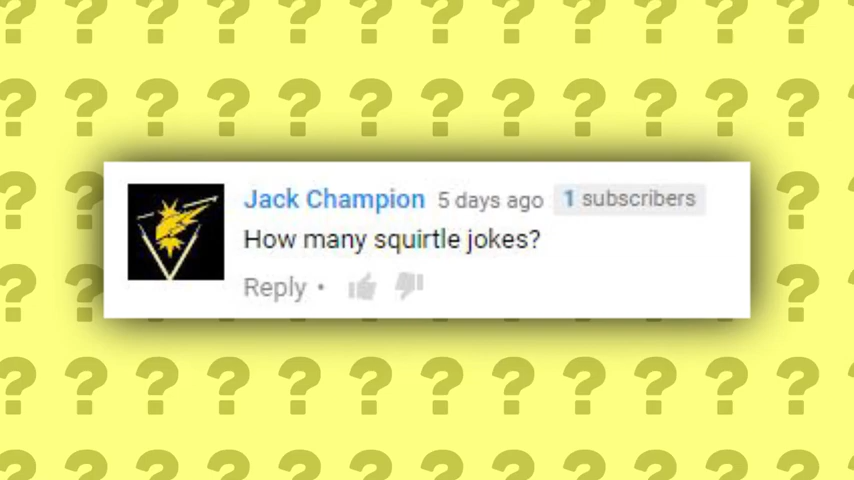 Jack Champion 5 days ago 1 subscribers
How many squirtle jokes?
Reply •